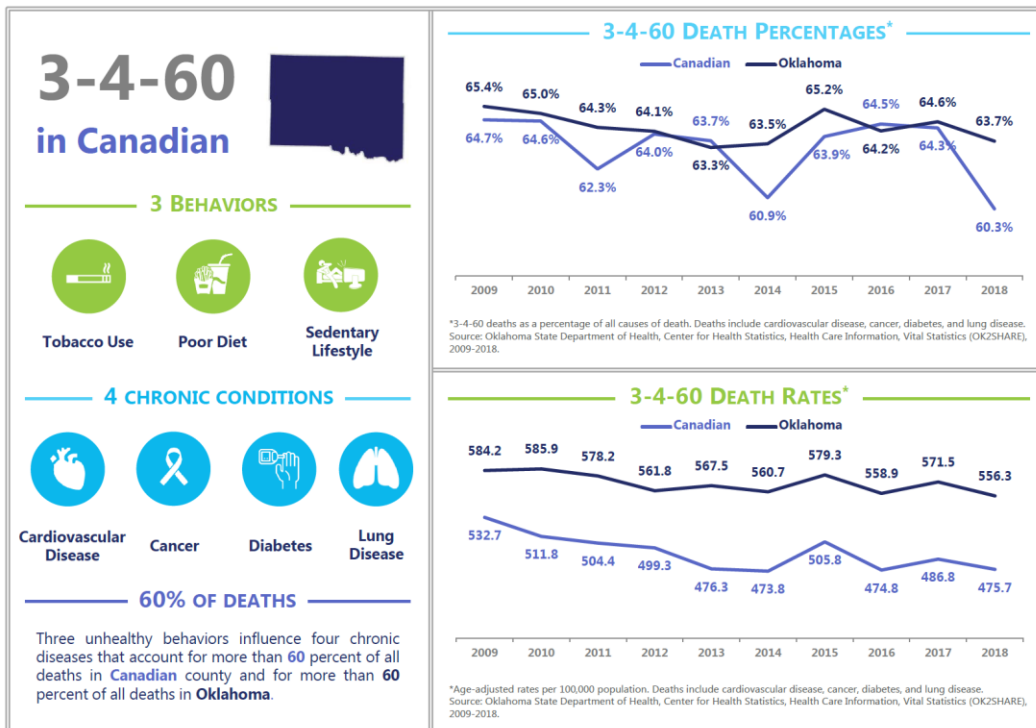 3-4-60
in Canadian
3 BEHAVIORS
Tobacco Use
Poor Diet
Sedentary
Lifestyle
4 CHRONIC CONDITIONS
Cardiovascular
Disease
Cancer
Diabetes
Lung
Disease
60% OF DEATHS
Three unhealthy behaviors influence four chronic
diseases that account for more than 60 percent of all
deaths in Canadian county and for more than 60
percent of all deaths in Oklahoma.
3-4-60 DEATH PERCENTAGES*
Canadian Oklahoma
65.4% 65.0% 64.3% 64.1% 63.3% 63.5% 65.2% 64.2% 64.6% 63.7%
64.7% 64.6% 62.3% 64.0% 63.7% 60.9% 63.9% 64.5% 64.3% 60.3%
2009 2010 2011 2012 2013 2014 2015 2016 2017 2018
*3-4-60 deaths as a percentage of all causes of death. Deaths include cardiovascular disease, cancer, diabetes, and lung disease.
Source: Oklahoma State Department of Health, Center for Health Statistics, Health Care Information, Vital Statistics (OK2SHARE),
2009-2018.
3-4-60 DEATH RATES*
Canadian Oklahoma
584.2 585.9 578.2 561.8 567.5 560.7 579.3 558.9 571.5 556.3
532.7 511.8 504.4 499.3 476.3 473.8 505.8 474.8 486.8 475.7
2009 2010 2011 2012 2013 2014 2015 2016 2017 2018
*Age-adjusted rates per 100,000 population. Deaths include cardiovascular disease, cancer, diabetes, and lung disease.
Source: Oklahoma State Department of Health, Center for Health Statistics, Health Care Information, Vital Statistics (OK2SHARE),
2009-2018.